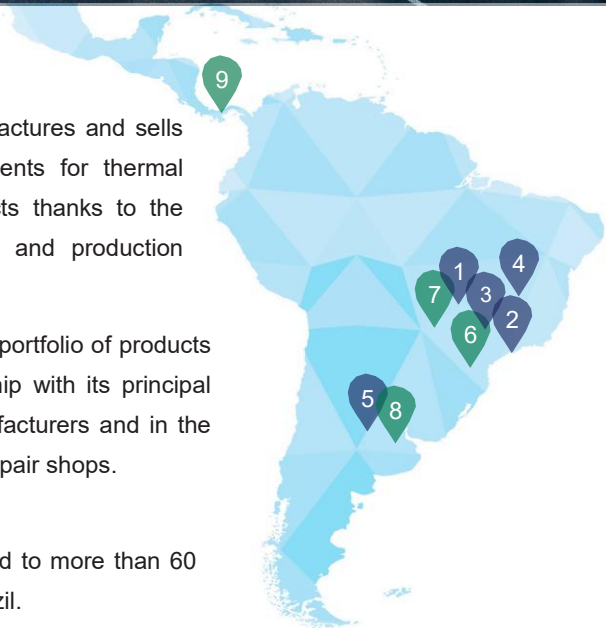 actures and sells
ents for thermal
ts thanks to the
and production
portfolio of products
ip with its principal
facturers and in the
pair shops.
d to more than 60
zil.
9
1
4
7
3
2
6
5
8